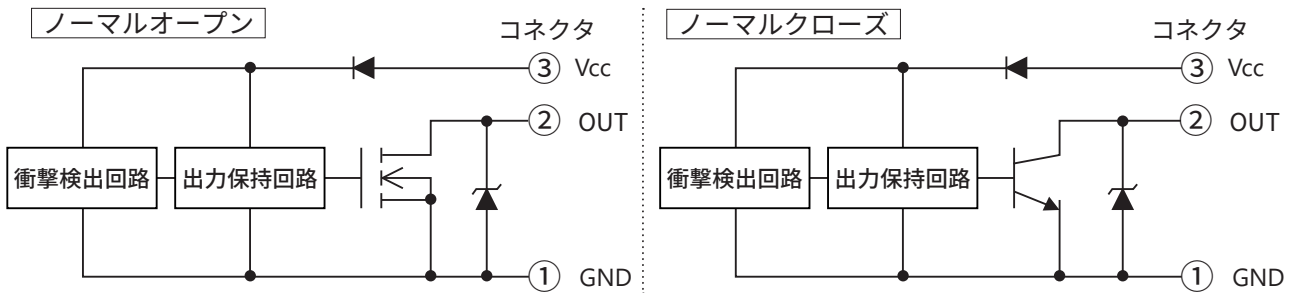 ノーマルオープン
コネクタ
③ Vcc
② OUT
衝撃検出回路
出力保持回路
① GND
ノーマルクローズ
コネクタ
③ Vcc
② OUT
衝撃検出回路
出力保持回路
① GND